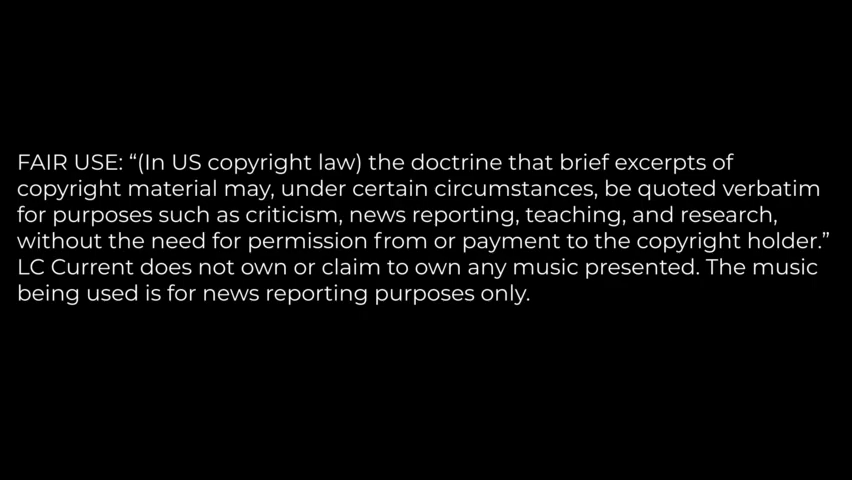 FAIR USE: “(In US copyright law) the doctrine that brief excerpts of
copyright material may, under certain circumstances, be quoted verbatim
for purposes such as criticism, news reporting, teaching, and research,
without the need for permission from or payment to the copyright holder.”
LC Current does not own or claim to own any music presented. The music
being used is for news reporting purposes only.